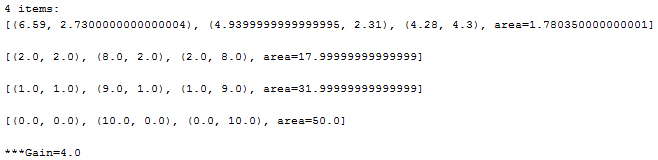 4 items:
[(6.59, 2.7300000000000004), (4.9399999999999995, 2.31), (4.28, 4.3), area=1.780350000000001]
[(2.0, 2.0), (8.0, 2.0), (2.0, 8.0), area=17.99999999999999]
[(1.0, 1.0), (9.0, 1.0), (1.0, 9.0), area=31.99999999999999]
[(0.0, 0.0), (10.0, 0.0), (0.0, 10.0), area=50.0]
***Gain=4.0